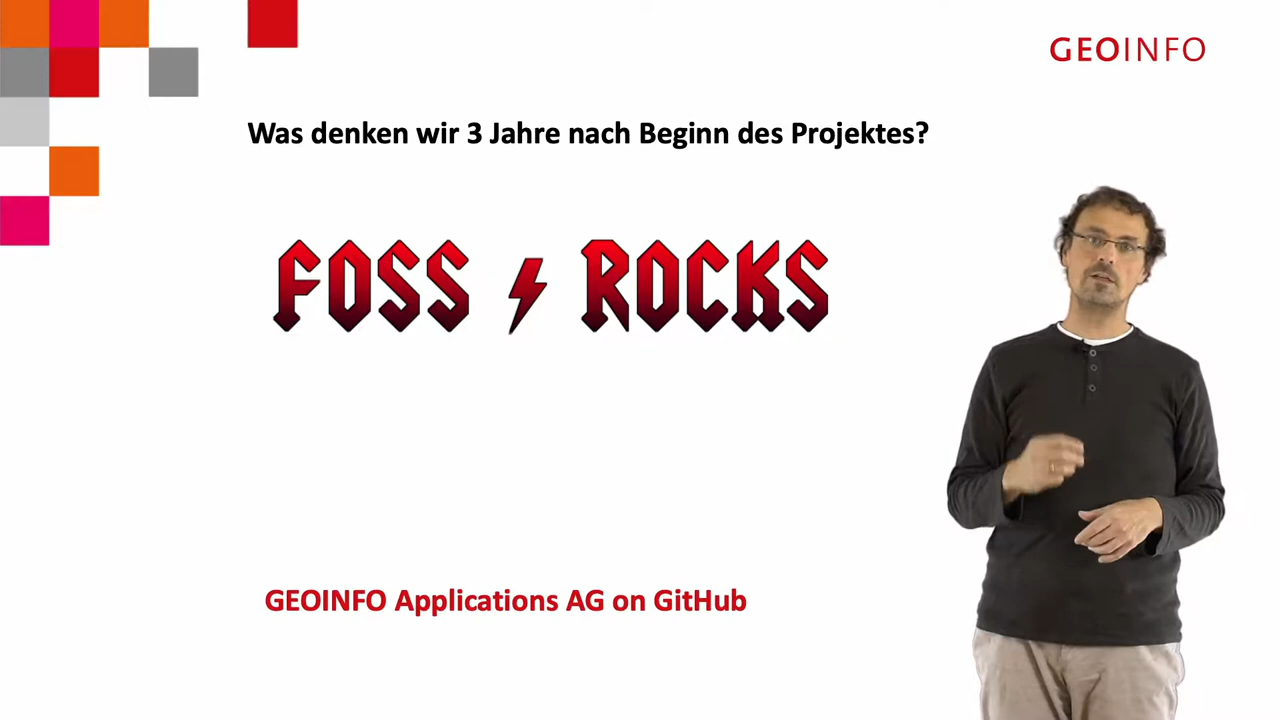 GEOINFO
Was denken wir 3 Jahre nach Beginn des Projektes?
FOSS ROCKS
GEOINFO Applications AG on GitHub